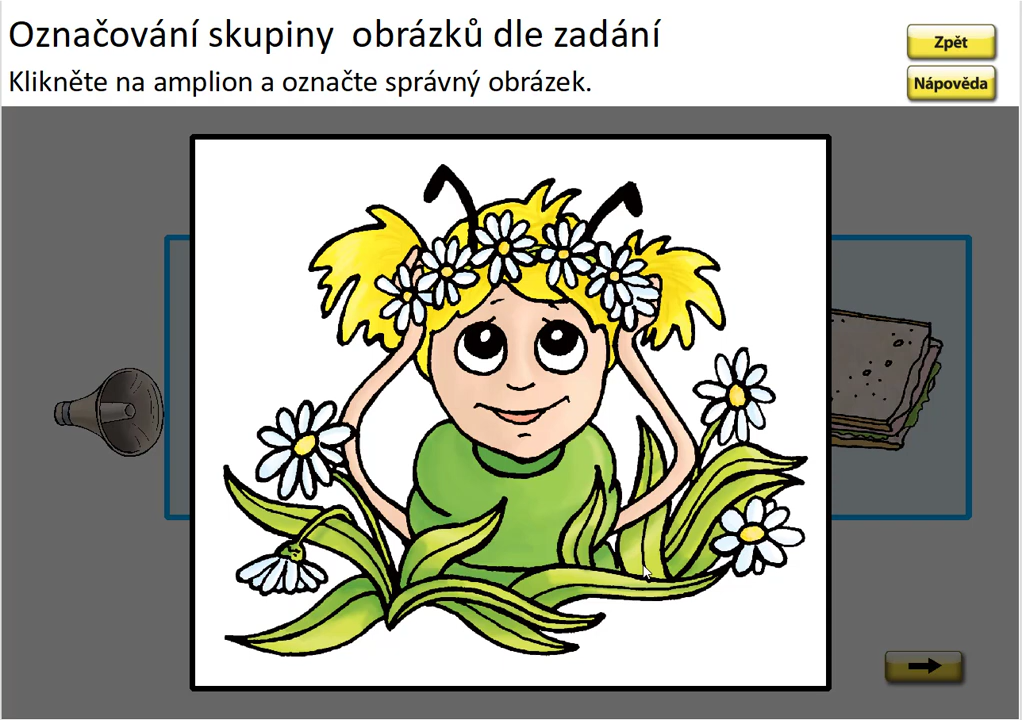 Označování skupiny  obrázků dle zadání
Klikněte na amplion a označte správný obrázek.
Zpět
Nápověda